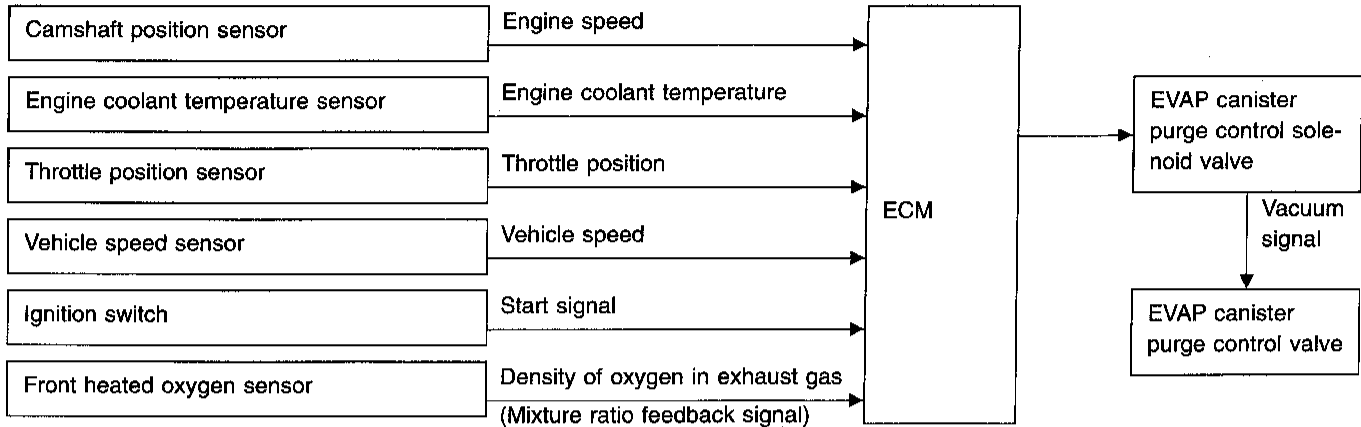 Camshaft position sensor
Engine speed
Engine coolant temperature sensor
Engine coolant temperature
Throttle position sensor
Throttle position
Vehicle speed sensor
Vehicle speed
Ignition switch
Start signal
Front heated oxygen sensor
Density of oxygen in exhaust gas
(Mixture ratio feedback signal)
ECM
EVAP canister
purge control sole-
noid valve
Vacuum
signal
EVAP canister
purge control valve